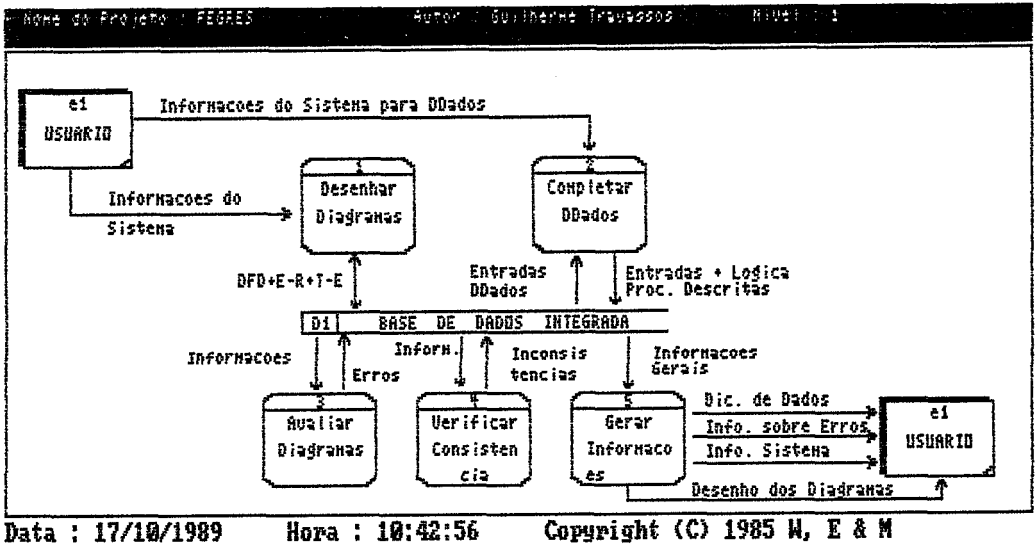 Nome do Projeto : FEGRES Autor : Guilherme Travassos Nivel : 1
e1
USUARIO
Informacoes do Sistema para DDados
Informacoes do
Sistema
1
Desenhar
Diagramas
2
Completar
DDados
DFD+E-R+T-E
Entradas
DDados
Entradas + Logica
Proc. Descritas
D1 BASE DE DADOS INTEGRADA
Informacoes
Erros
Inform.
Inconsis
tencias
Informacoes
Gerais
3
Avaliar
Diagramas
4
Verificar
Consisten
cia
5
Gerar
Informaco
es
Dic. de Dados
Info. sobre Erros
Info. Sistema
Desenho dos Diagramas
e1
USUARIO
Data : 17/10/1989 Hora : 10:42:56 Copyright (C) 1985 W, E & M